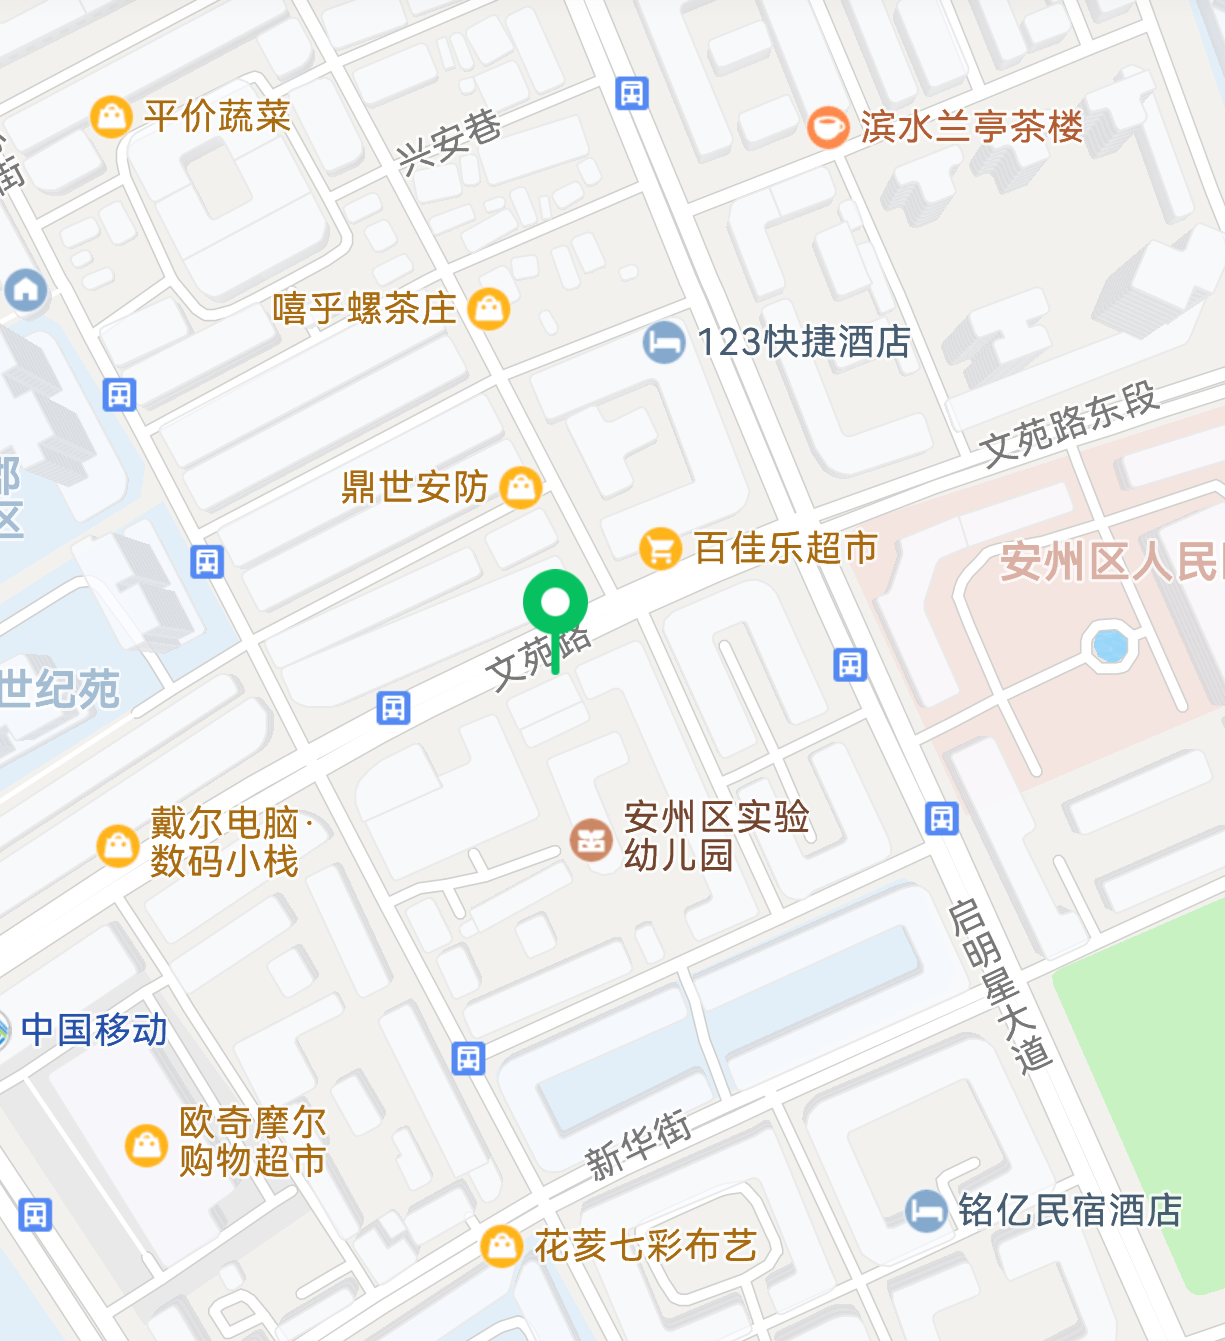 平价蔬菜
兴安巷
滨水兰亭茶楼
街
嘻乎螺茶庄
123快捷酒店
文苑路东段
鼎世安防
区
百佳乐超市
安州区人民
文苑路
世纪苑
安州区实验
幼儿园
戴尔电脑·
数码小栈
启明星大道
中国移动
欧奇摩尔
购物超市
新华街
铭亿民宿酒店
花荄七彩布艺